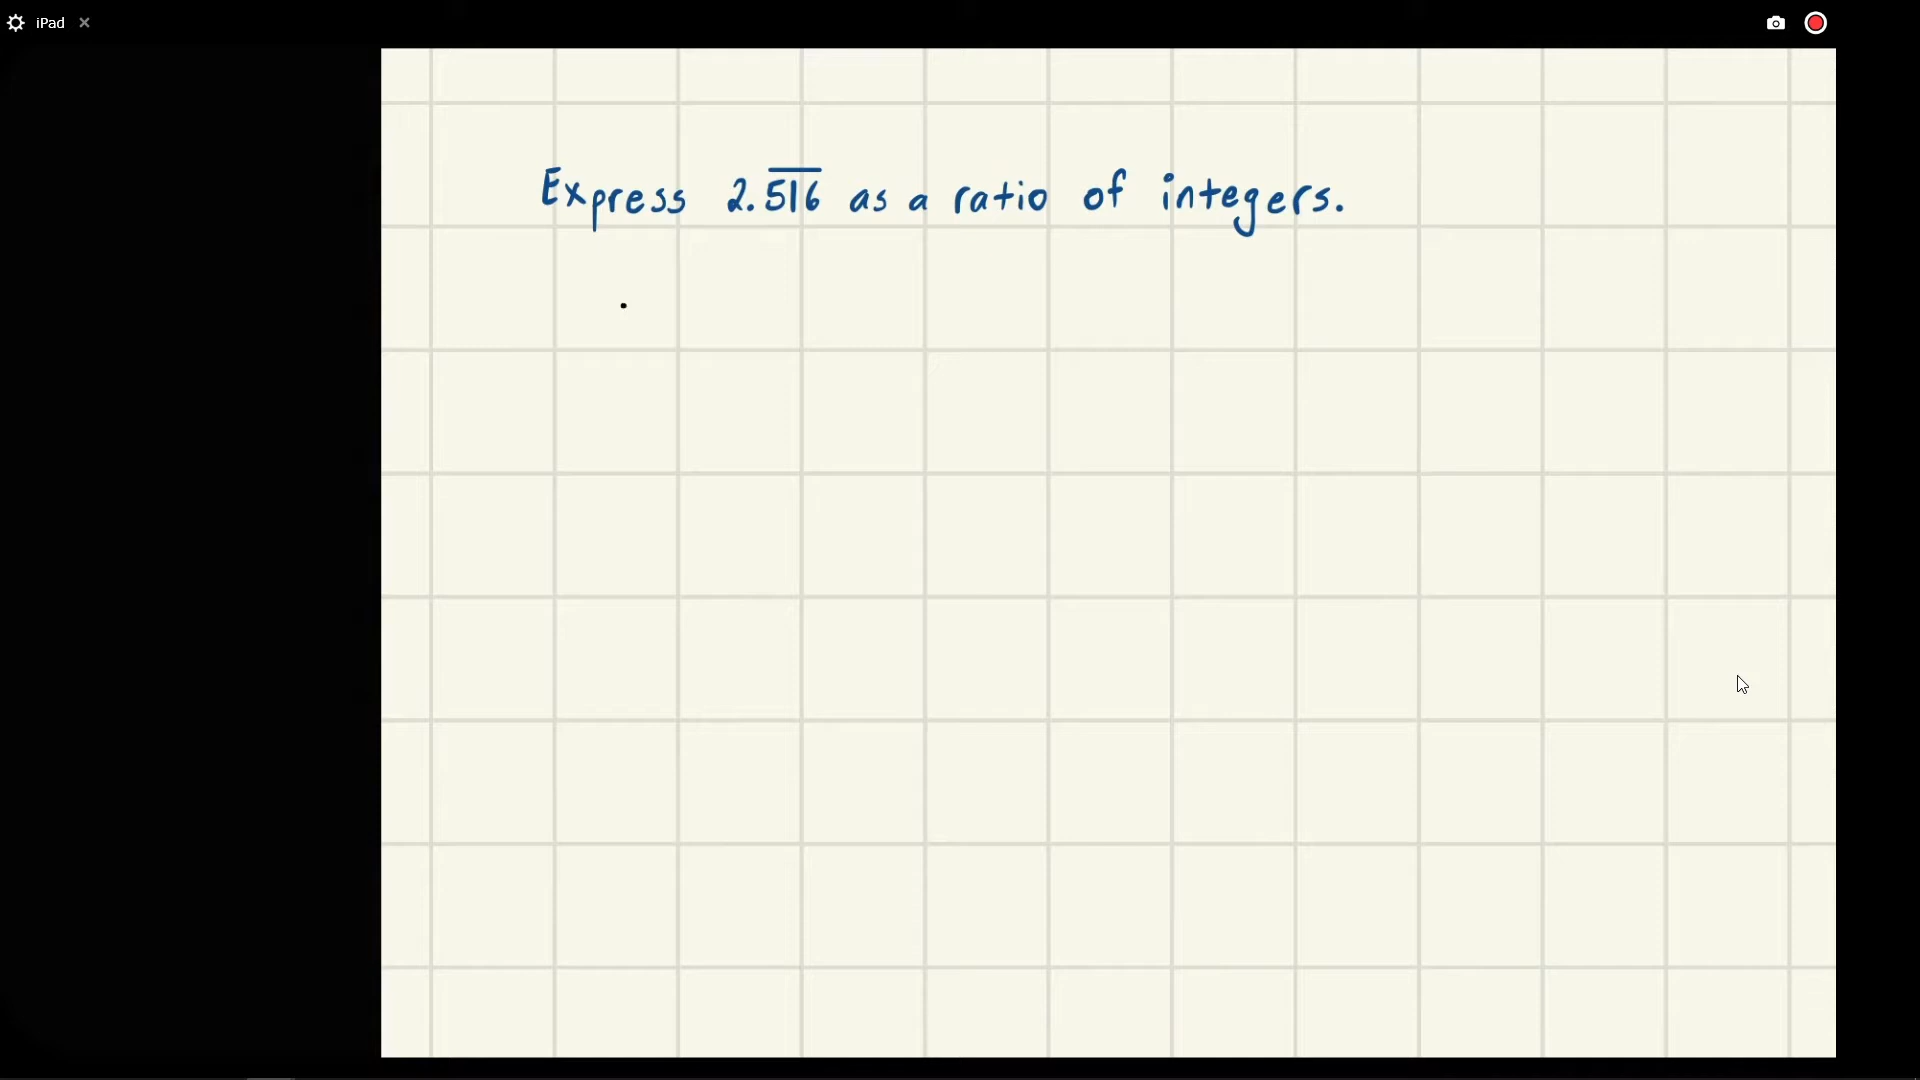 iPad
Express 2.5̅1̅6̅ as a ratio of integers.